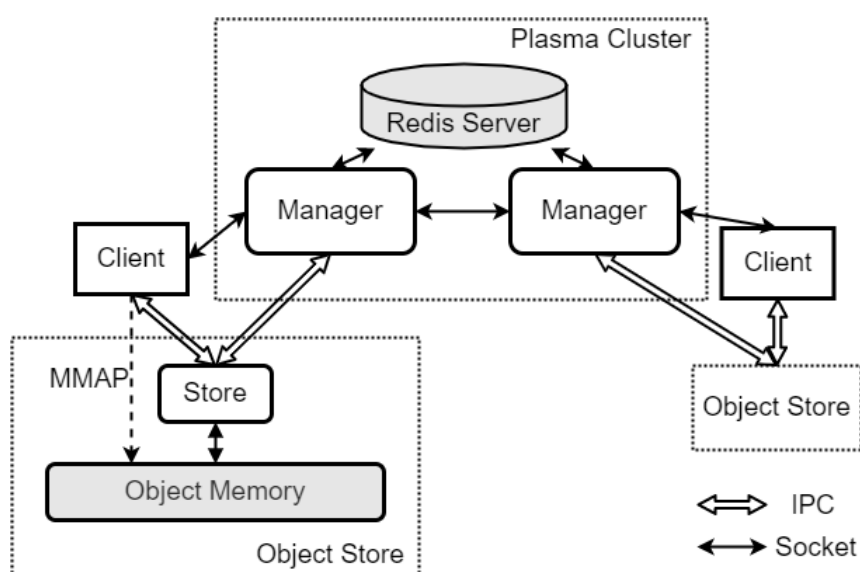 Plasma Cluster
Redis Server
Manager
Manager
Client
Client
MMAP
Store
Object Store
Object Memory
IPC
Socket
Object Store